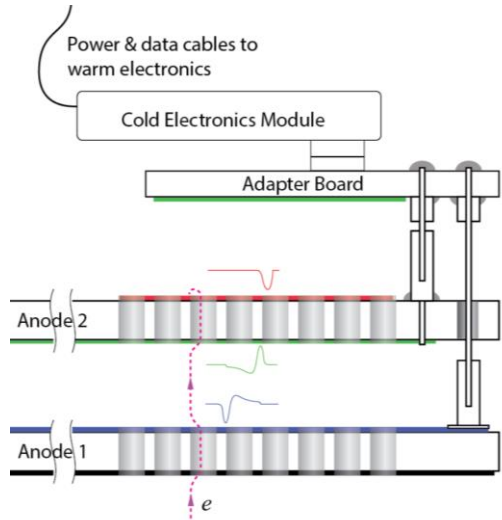 Power & data cables to
warm electronics
Cold Electronics Module
Adapter Board
Anode 2
Anode 1
e